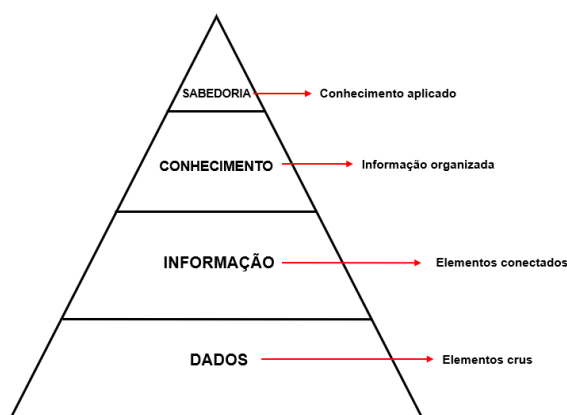 SABEDORIA
Conhecimento aplicado
CONHECIMENTO
Informação organizada
INFORMAÇÃO
Elementos conectados
DADOS
Elementos crus